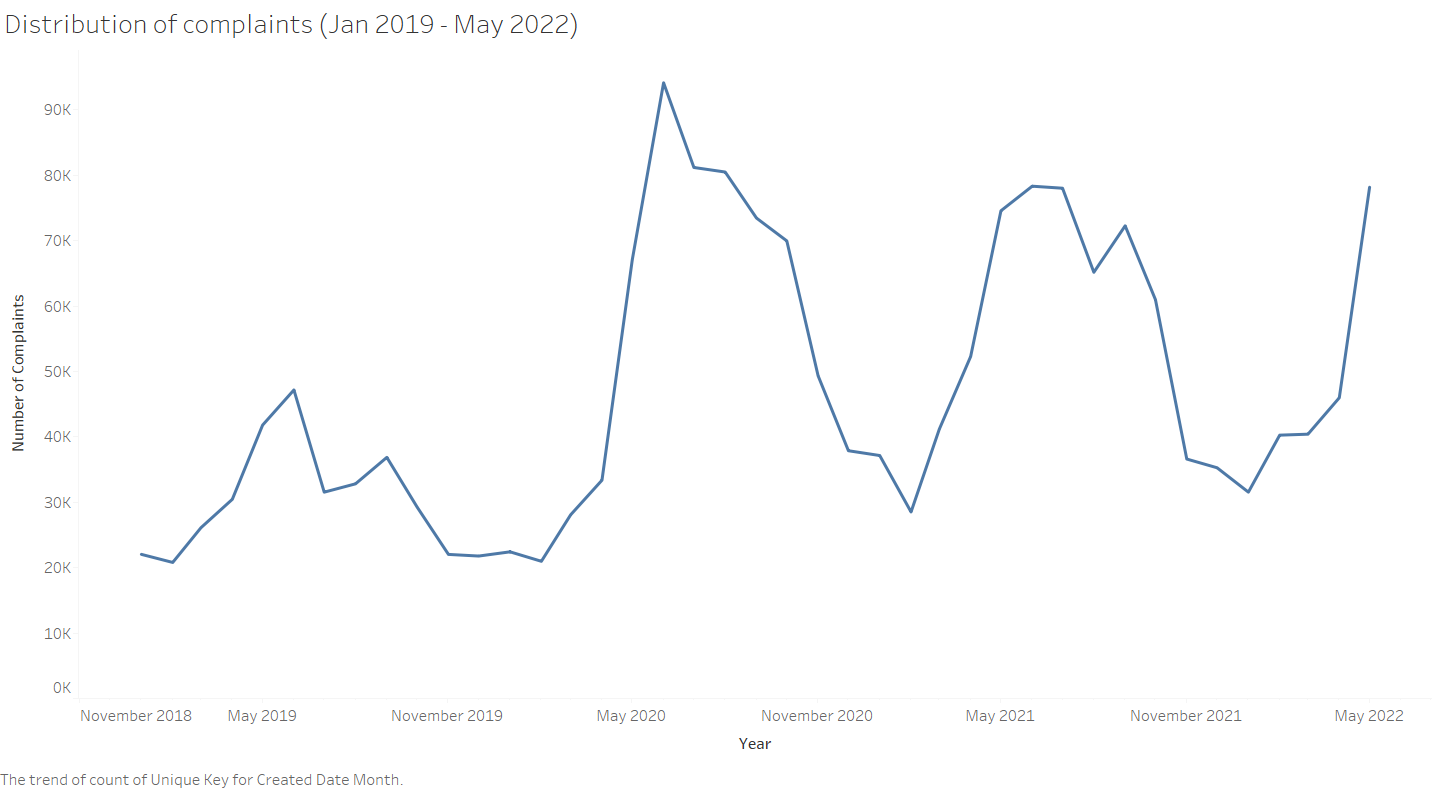 Distribution of complaints (Jan 2019 - May 2022)
90K
80K
70K
60K
50K
40K
30K
20K
10K
0K
Number of Complaints
November 2018 May 2019 November 2019 May 2020 November 2020 May 2021 November 2021 May 2022
Year
The trend of count of Unique Key for Created Date Month.